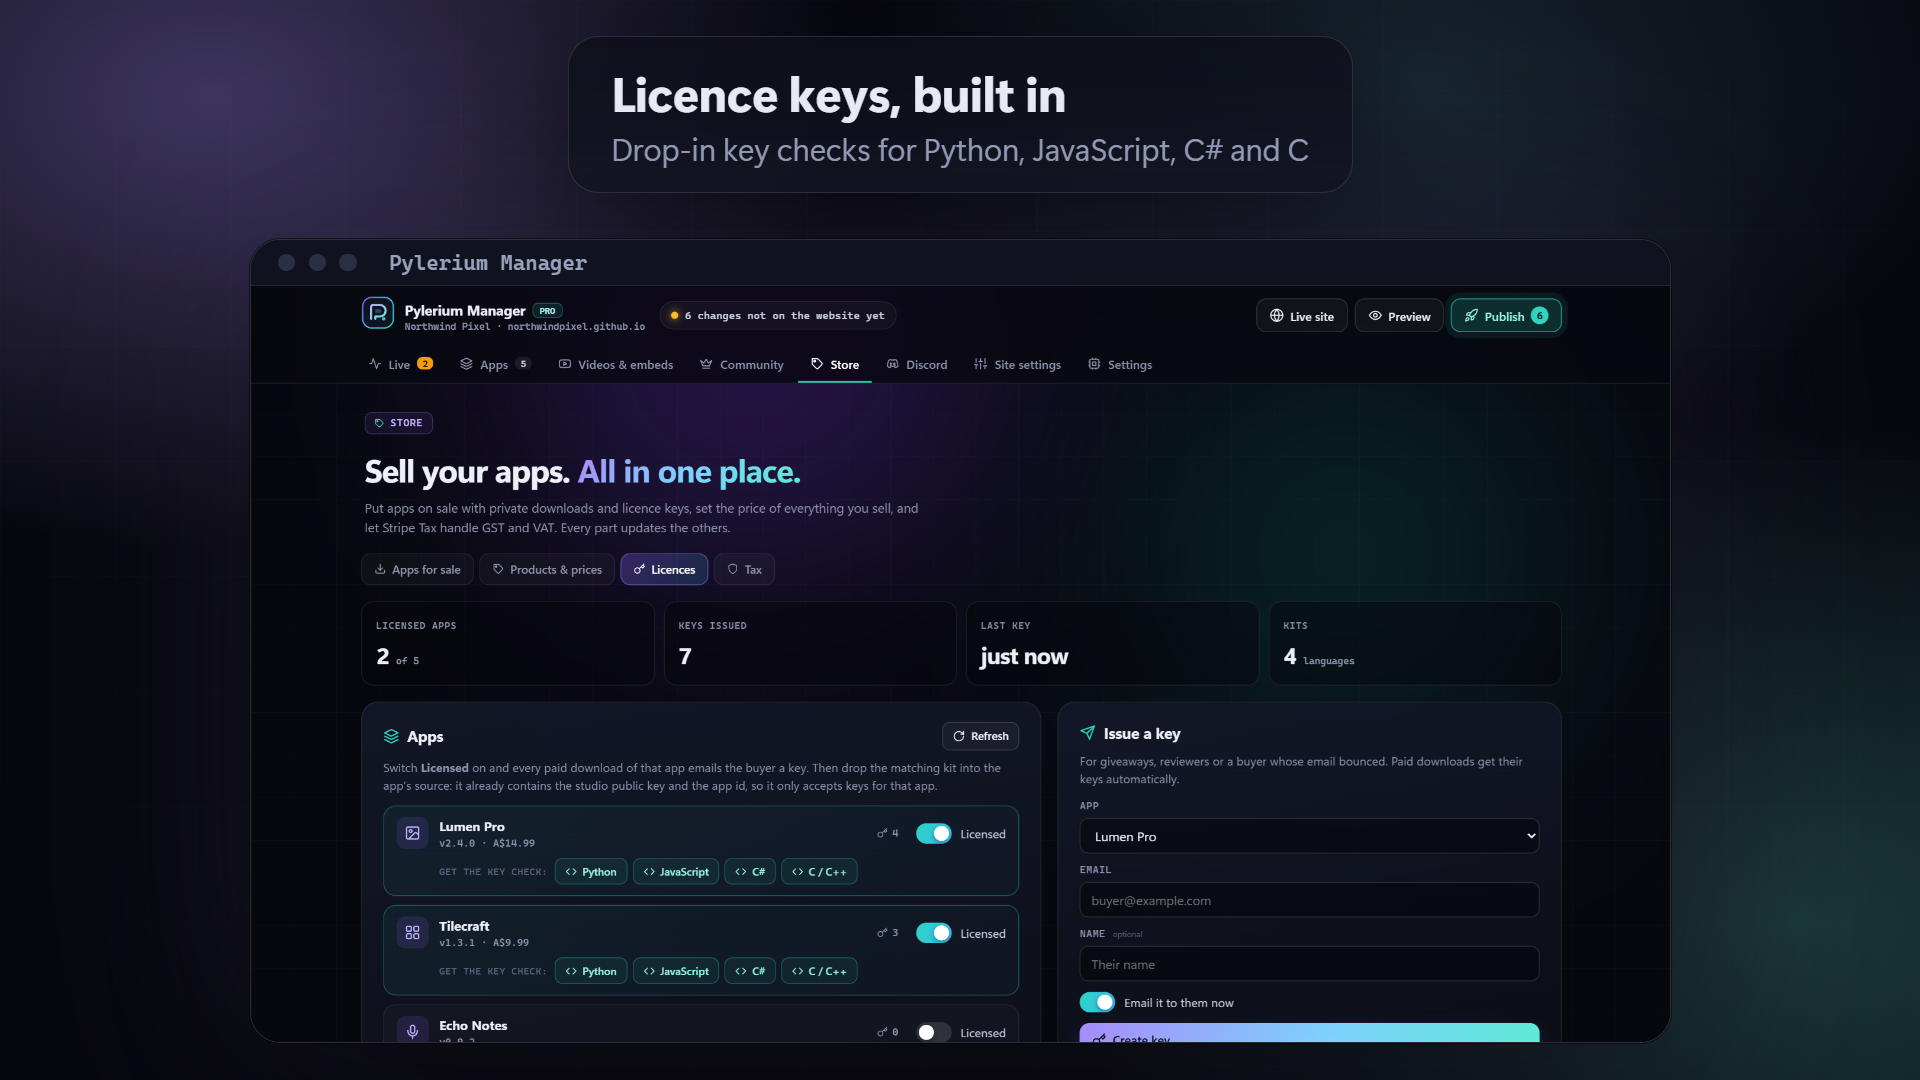 Licence keys, built in
Drop-in key checks for Python, JavaScript, C# and C
Pylerium Manager
Pylerium Manager PRO
Northwind Pixel · northwindpixel.github.io
6 changes not on the website yet
Live site
Preview
Publish 6
Live 2
Apps 5
Videos & embeds
Community
Store
Discord
Site settings
Settings
STORE
Sell your apps. All in one place.
Put apps on sale with private downloads and licence keys, set the price of everything you sell, and
let Stripe Tax handle GST and VAT. Every part updates the others.
Apps for sale
Products & prices
Licences
Tax
LICENSED APPS
2 of 5
KEYS ISSUED
7
LAST KEY
just now
KITS
4 languages
Apps
Refresh
Switch Licensed on and every paid download of that app emails the buyer a key. Then drop the matching kit into the
app's source: it already contains the studio public key and the app id, so it only accepts keys for that app.
Lumen Pro
v2.4.0 · A$14.99
4
Licensed
GET THE KEY CHECK:
Python
JavaScript
C#
C / C++
Tilecraft
v1.3.1 · A$9.99
3
Licensed
GET THE KEY CHECK:
Python
JavaScript
C#
C / C++
Echo Notes
v0.9.2
0
Licensed
Issue a key
For giveaways, reviewers or a buyer whose email bounced. Paid downloads get their
keys automatically.
APP
Lumen Pro
EMAIL
buyer@example.com
NAME optional
Their name
Email it to them now
Create key